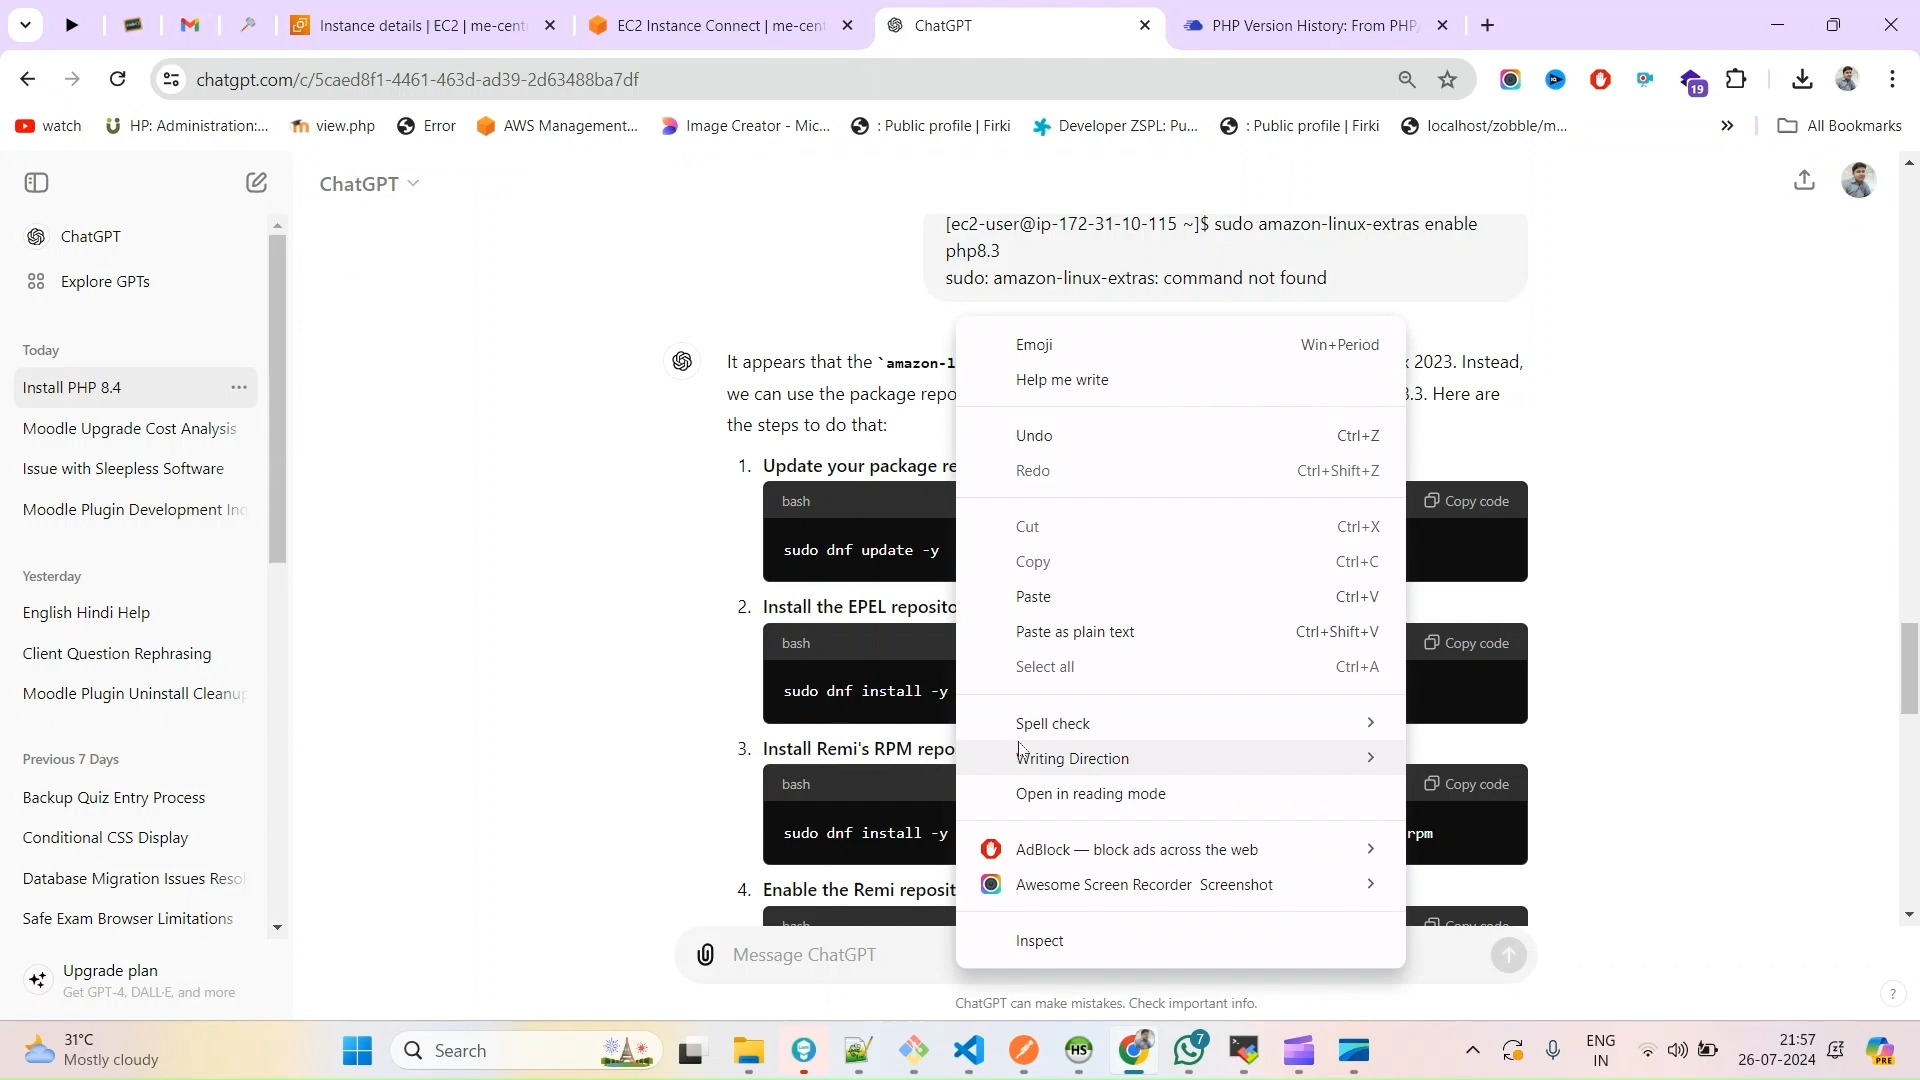 Instance details | EC2 | me-cent
EC2 Instance Connect | me-cen
ChatGPT
PHP Version History: From PHP/
chatgpt.com/c/5caed8f1-4461-463d-ad39-2d63488ba7df
19
watch
HP: Administration:...
view.php
Error
AWS Management...
Image Creator - Mic...
: Public profile | Firki
Developer ZSPL: Pu...
: Public profile | Firki
localhost/zobble/m...
All Bookmarks
ChatGPT
ChatGPT
Explore GPTs
Today
Install PHP 8.4
Moodle Upgrade Cost Analysis
Issue with Sleepless Software
Moodle Plugin Development Inq
Yesterday
English Hindi Help
Client Question Rephrasing
Moodle Plugin Uninstall Cleanup
Previous 7 Days
Backup Quiz Entry Process
Conditional CSS Display
Database Migration Issues Resol
Safe Exam Browser Limitations
Upgrade plan
Get GPT-4, DALL·E, and more
[ec2-user@ip-172-31-10-115 ~]$ sudo amazon-linux-extras enable
php8.3
sudo: amazon-linux-extras: command not found
It appears that the `amazon-l 2023. Instead,
we can use the package repo 8.3. Here are
the steps to do that:
1. Update your package re
bash Copy code
sudo dnf update -y
2. Install the EPEL reposito
bash Copy code
sudo dnf install -y
3. Install Remi's RPM repo
bash Copy code
sudo dnf install -y rpm
4. Enable the Remi reposit
bash Copy code
Emoji Win+Period
Help me write
Undo Ctrl+Z
Redo Ctrl+Shift+Z
Cut Ctrl+X
Copy Ctrl+C
Paste Ctrl+V
Paste as plain text Ctrl+Shift+V
Select all Ctrl+A
Spell check
Writing Direction
Open in reading mode
AdBlock — block ads across the web
Awesome Screen Recorder Screenshot
Inspect
Message ChatGPT
ChatGPT can make mistakes. Check important info.
?
31°C
Mostly cloudy
Search
HS
7
ENG
IN
21:57
26-07-2024
PRE